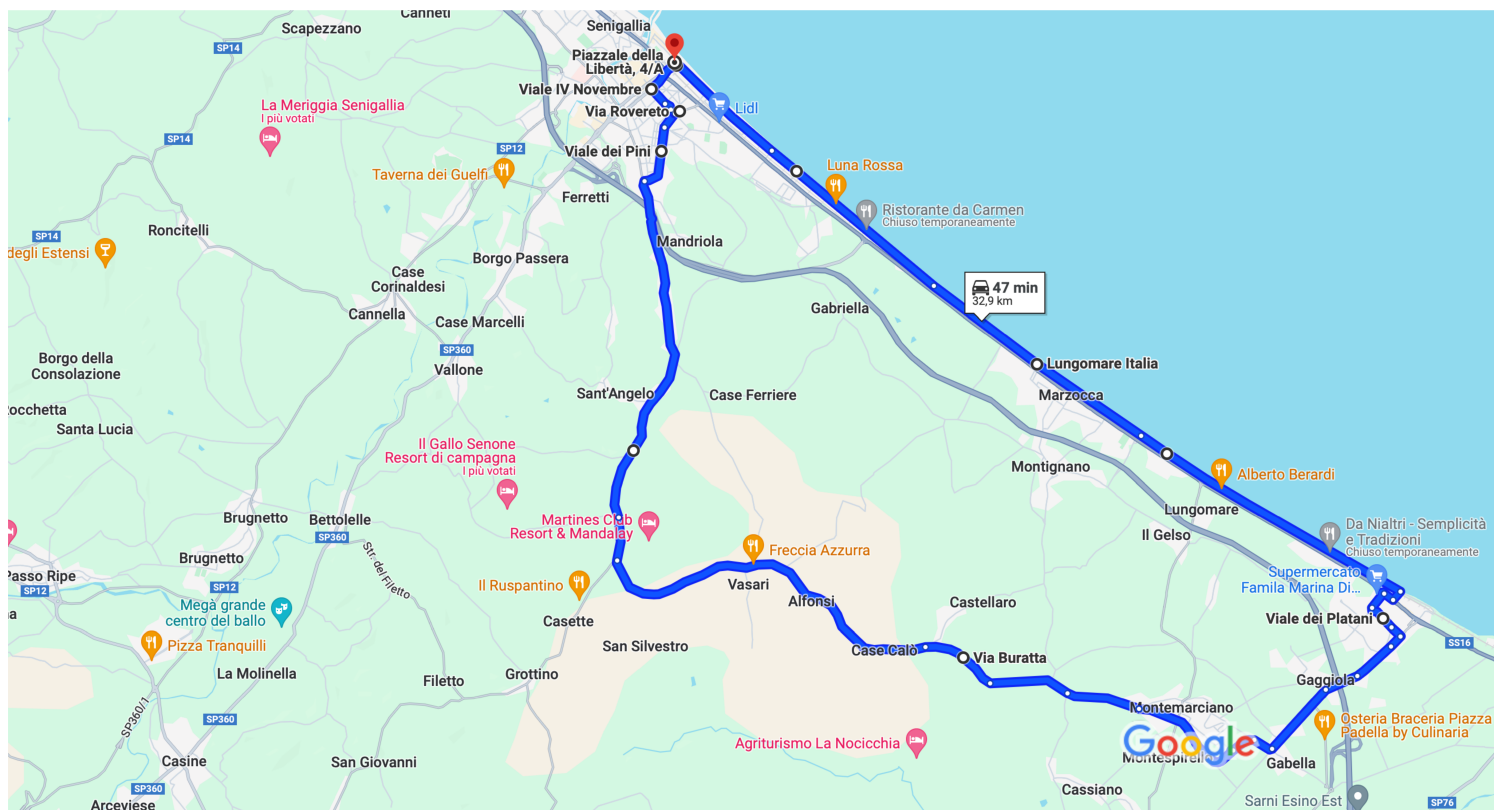 Canneti
Scapezzano
Senigallia
SP14
Piazzale della
Libertà, 4/A
Viale IV Novembre
La Meriggia Senigallia
I più votati
Via Rovereto
Lidl
SP14
SP12
Viale dei Pini
Luna Rossa
Taverna dei Guelfi
Ferretti
Ristorante da Carmen
Chiuso temporaneamente
Roncitelli
SP14
degli Estensi
Mandriola
Borgo Passera
Case
Corinaldesi
47 min
32,9 km
Cannella
Case Marcelli
Gabriella
SP360
Borgo della
Consolazione
Vallone
Lungomare Italia
Sant'Angelo
Case Ferriere
Marzocca
occhetta
Santa Lucia
Il Gallo Senone
Resort di campagna
I più votati
Montignano
Alberto Berardi
Lungomare
Brugnetto
Bettolelle
SP360
Martines Club
Resort & Mandalay
Il Gelso
Da Nialtri - Semplicità
e Tradizioni
Chiuso temporaneamente
Brugnetto
Str. del Filetto
Freccia Azzurra
Passo Ripe
SP12
SP12
Il Ruspantino
Vasari
Supermercato
Famila Marina Di...
Megà grande
centro del ballo
Alfonsi
Castellaro
Casette
Viale dei Platani
Pizza Tranquilli
San Silvestro
Case Calò
Via Buratta
SS16
La Molinella
Filetto
Grottino
Gaggiola
SP360/1
SP360
Montemarciano
Osteria Braceria Piazza
Padella by Culinaria
Agriturismo La Nocicchia
Google
Casine
San Giovanni
Gabella
SP360
Cassiano
Arceviese
Sarni Esino Est
SP76